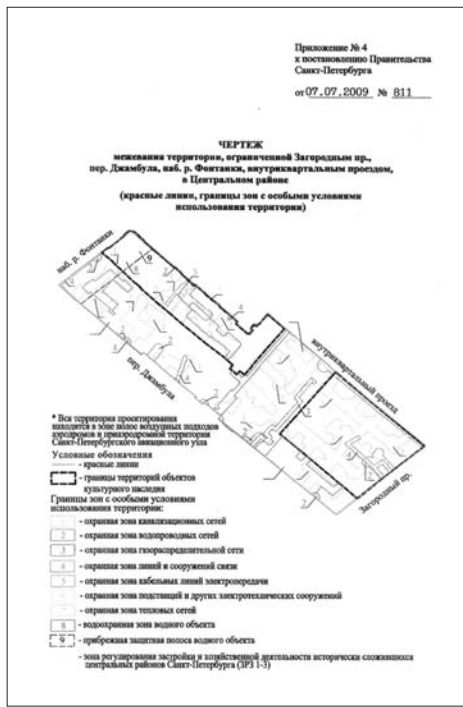 Приложение № 4
к постановлению Правительства
Санкт-Петербурга
от 07.07.2009 № 811
ЧЕРТЕЖ
межевания территории, ограниченной Загородным пр.,
пер. Джамбула, наб. р. Фонтанки, внутриквартальным проездом,
в Центральном районе
(красные линии, границы зон с особыми условиями
использования территории)
наб. р. Фонтанки
пер. Джамбула
внутриквартальный проезд
Загородный пр.
* Вся территория проектирования
находится в зоне полос воздушных подходов
аэродромов и приаэродромной территории
Санкт-Петербургского авиационного узла
Условные обозначения
- красные линии
- границы территорий объектов
культурного наследия
Границы зон с особыми условиями
использования территории:
- охранная зона канализационных сетей
2 - охранная зона водопроводных сетей
3 - охранная зона газораспределительной сети
4 - охранная зона линий и сооружений связи
5 - охранная зона кабельных линий электропередачи
- охранная зона подстанций и других электротехнических сооружений
- охранная зона тепловых сетей
8 - водоохранная зона водного объекта
9 - прибрежная защитная полоса водного объекта
- зона регулирования застройки и хозяйственной деятельности исторически сложившихся
центральных районов Санкт-Петербурга (ЗРЗ 1-3)